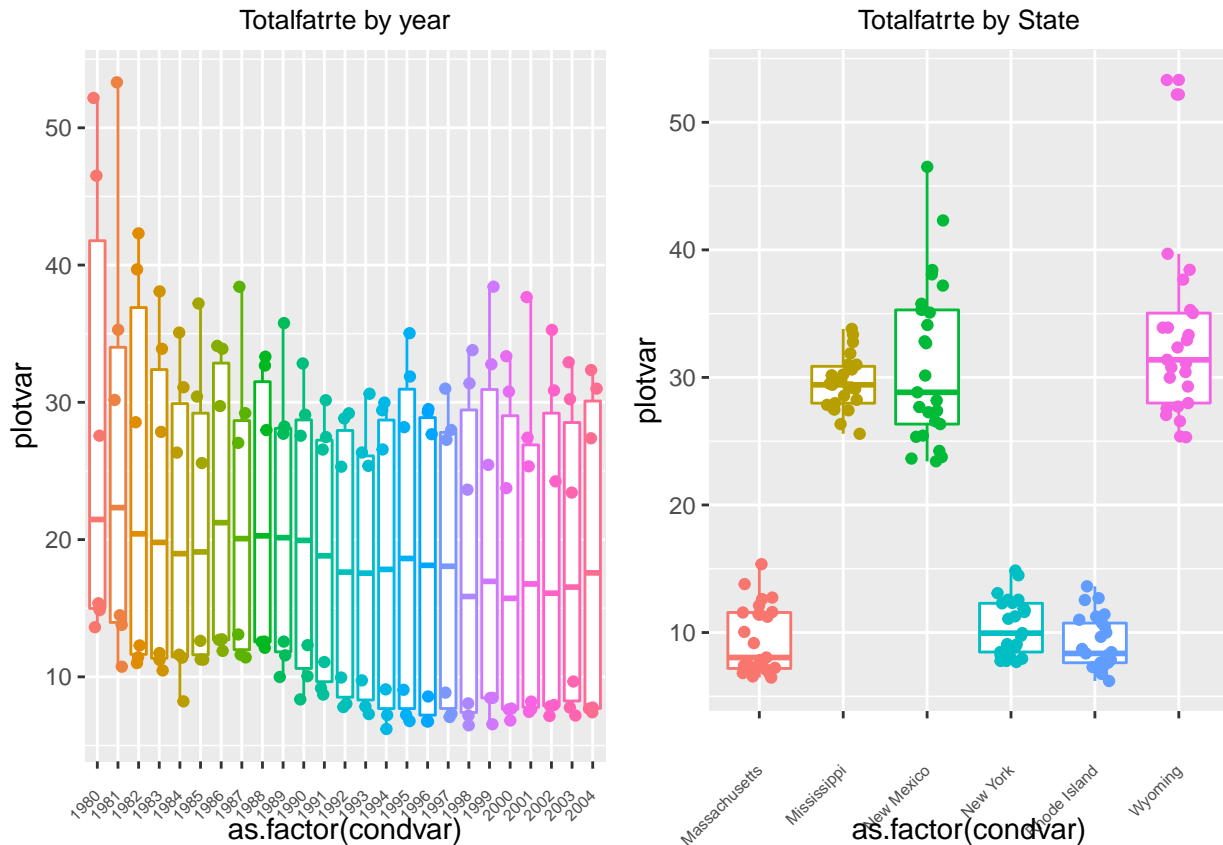 Totalfatrte by year
plotvar
50
40
30
20
10
1980
1981
1982
1983
1984
1985
1986
1987
1988
1989
1990
1991
1992
1993
1994
1995
1996
1997
1998
1999
2000
2001
2002
2003
2004
as.factor(condvar)
Totalfatrte by State
plotvar
50
40
30
20
10
Massachusetts
Mississippi
New Mexico
New York
Rhode Island
Wyoming
as.factor(condvar)